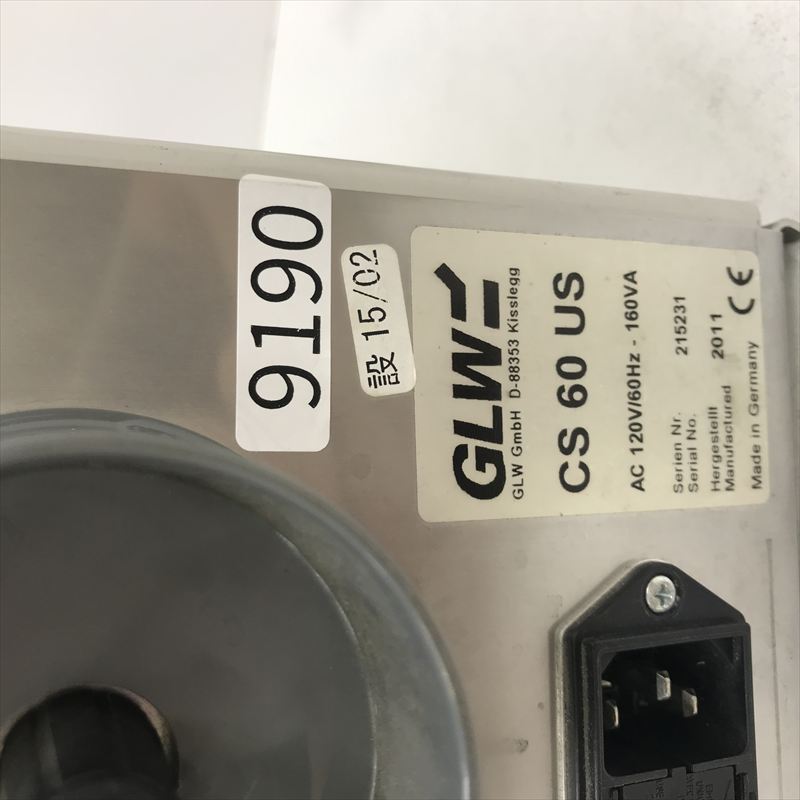 9190
設 15/02
GLW
GLW GmbH D-88353 Kisslegg
CS 60 US
AC 120V/60Hz - 160VA
Serien Nr.
Serial No. 215231
Hergestellt
Manufactured 2011
Made in Germany CE